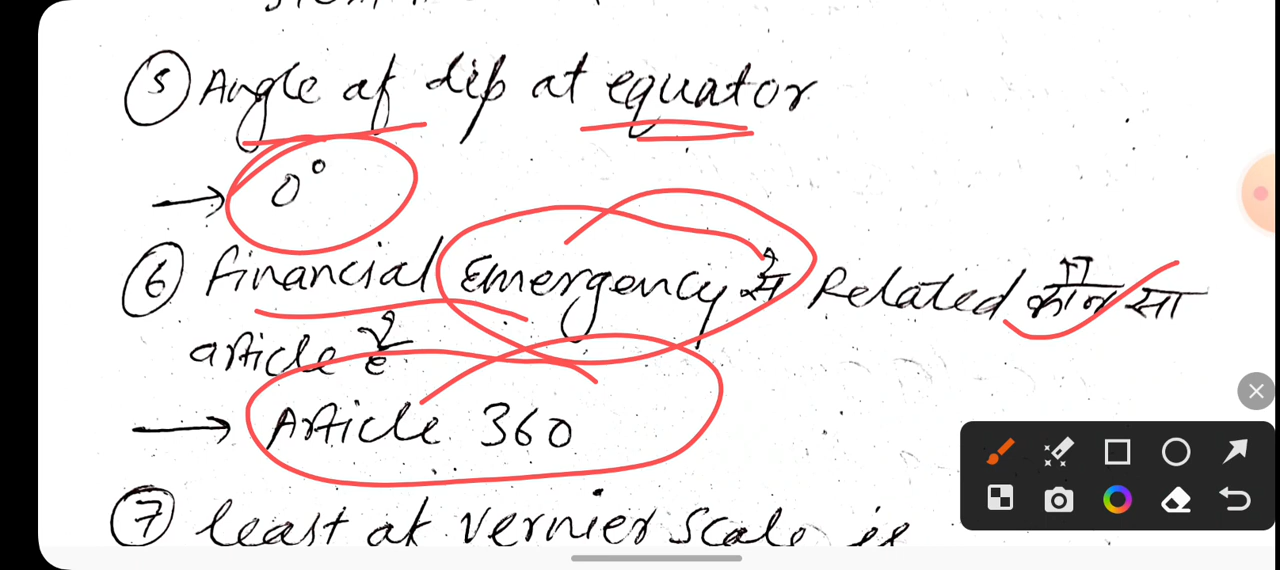 ⑤ Angle of dip at equator
→ 0°
⑥ financial Emergency से Related कौन सा
article है
→ Article 360
⑦ least at vernier scale is